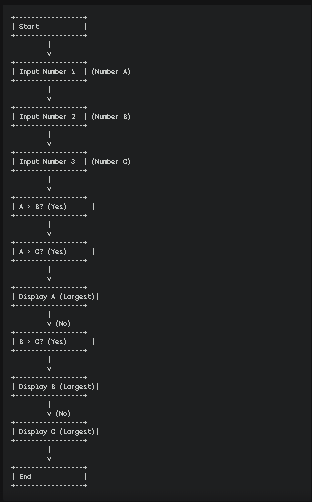 +----------------+
| Start          |
+----------------+
        |
        v
+----------------+
| Input Number 1 | (Number A)
+----------------+
        |
        v
+----------------+
| Input Number 2 | (Number B)
+----------------+
        |
        v
+----------------+
| Input Number 3 | (Number C)
+----------------+
        |
        v
+----------------+
| A > B? (Yes)     |
+----------------+
        |
        v
+----------------+
| A > C? (Yes)     |
+----------------+
        |
        v
+----------------+
| Display A (Largest)|
+----------------+
        |
        v (No)
+----------------+
| B > C? (Yes)     |
+----------------+
        |
        v
+----------------+
| Display B (Largest)|
+----------------+
        |
        v (No)
+----------------+
| Display C (Largest)|
+----------------+
        |
        v
+----------------+
| End            |
+----------------+